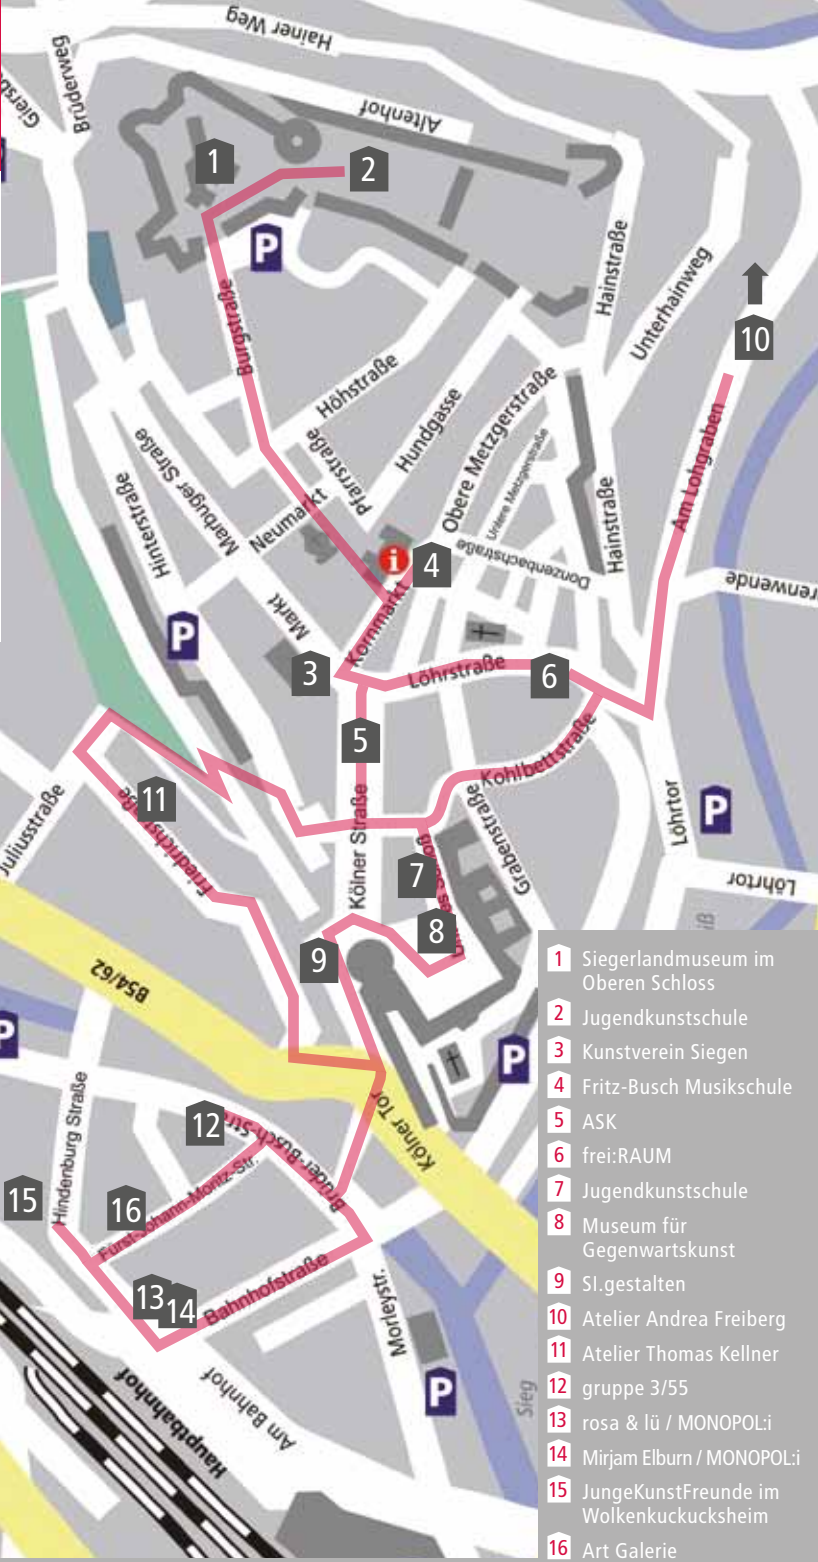 Hainer Weg
Brüderweg
Altenhof
1
2
P
Hainstraße
Unterhainweg
10
Burgstraße
Höhstraße
Hundgasse
Obere Metzgerstraße
Untere Metzgerstraße
Pfarrstraße
Am Lohgraben
Marbuger Straße
Hinterstraße
Neumarkt
Hainstraße
Donzenbachstraße
i
4
Markt
Kornmarkt
P
3
Löhrstraße
6
5
Kohlbettstraße
11
Juliusstraße
Friedrichstraße
Kölner Straße
Grabenstraße
Löhrtor
P
7
Löhrtor
8
9
B54/62
P
P
Hindenburg Straße
12
Kölner Tor
Brüder-Busch-Str.
15
16
Fürst-Johann-Moritz-Str.
13
14
Bahnhofstraße
Morleystr.
P
Sieg
Hauptbahnhof
Am Bahnhof
1 Siegerlandmuseum im
Oberen Schloss
2 Jugendkunstschule
3 Kunstverein Siegen
4 Fritz-Busch Musikschule
5 ASK
6 frei:RAUM
7 Jugendkunstschule
8 Museum für
Gegenwartskunst
9 SI.gestalten
10 Atelier Andrea Freiberg
11 Atelier Thomas Kellner
12 gruppe 3/55
13 rosa & lü / MONOPOL:i
14 Mirjam Elburn / MONOPOL:i
15 JungeKunstFreunde im
Wolkenkuckucksheim
16 Art Galerie